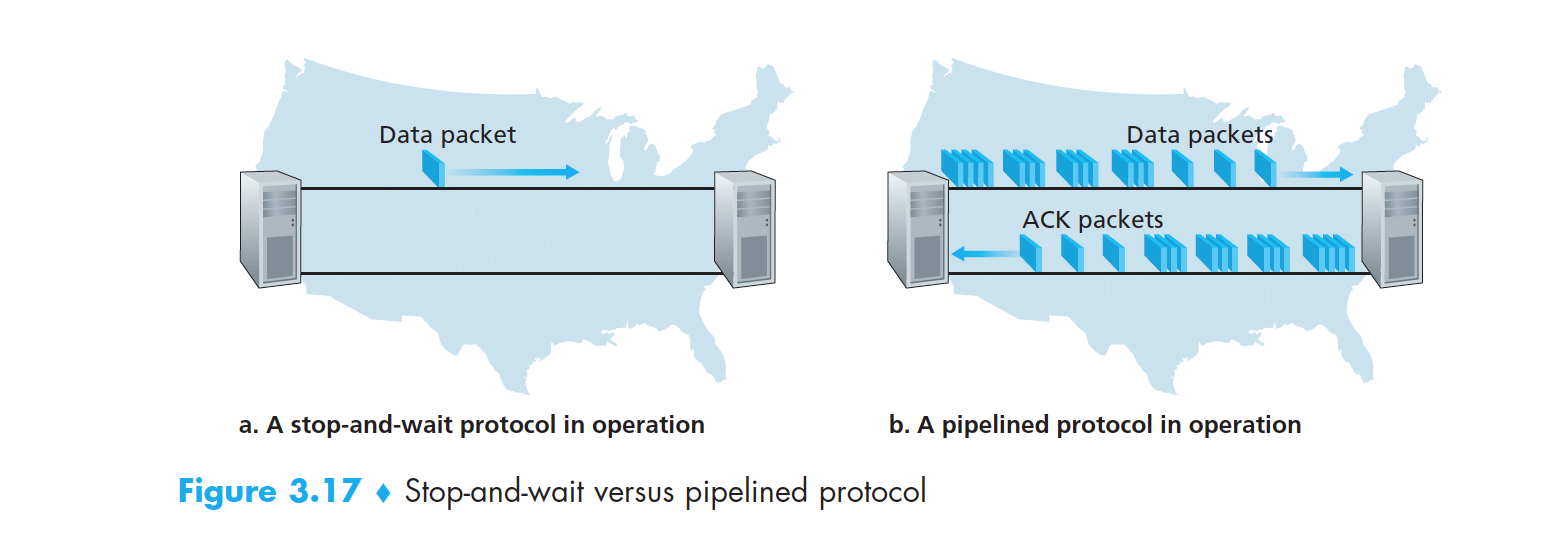 Data packet
Data packets
ACK packets
a. A stop-and-wait protocol in operation
b. A pipelined protocol in operation
Figure 3.17 ♦ Stop-and-wait versus pipelined protocol